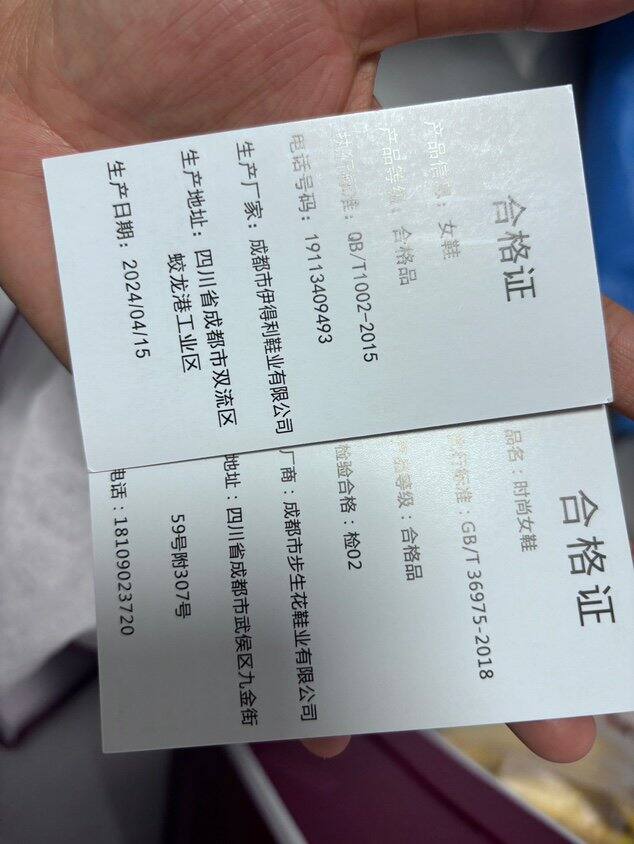 合格证
产品信息：女鞋
产品等级：合格品
执行标准：QB/T1002-2015
电话号码：19113409493
生产厂家：成都市伊得利鞋业有限公司
生产地址：四川省成都市双流区
蛟龙港工业区
生产日期：2024/04/15
合格证
品名：时尚女鞋
执行标准：GB/T36975-2018
产品等级：合格品
检验合格：检02
厂商：成都市步生花鞋业有限公司
地址：四川省成都市武侯区九金街
59号附307号
电话：18109023720